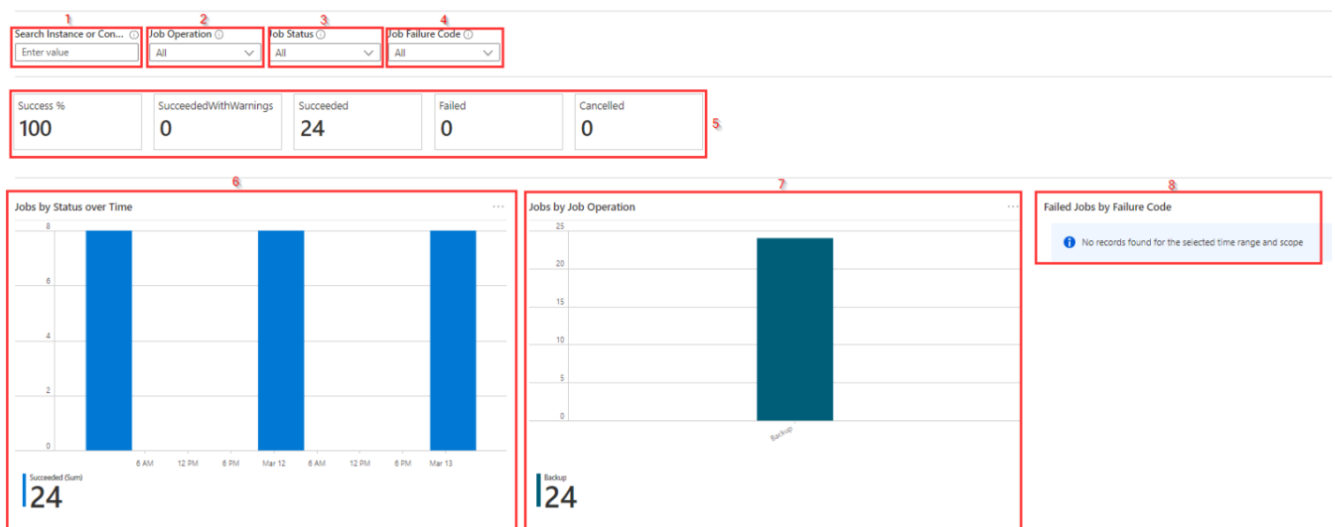 1 2 3 4
Search Instance or Con... Job Operation Job Status Job Failure Code
Enter value All All All
Success % SucceededWithWarnings Succeeded Failed Cancelled
100 0 24 0 0
5
6 7 8
Jobs by Status over Time ... Jobs by Job Operation ... Failed Jobs by Failure Code
No records found for the selected time range and scope
8
6
4
2
0
6 AM 12 PM 6 PM Mar 12 6 AM 12 PM 6 PM Mar 13
Succeeded (Sum)
24
25
20
15
10
5
0
Backup
Backup
24